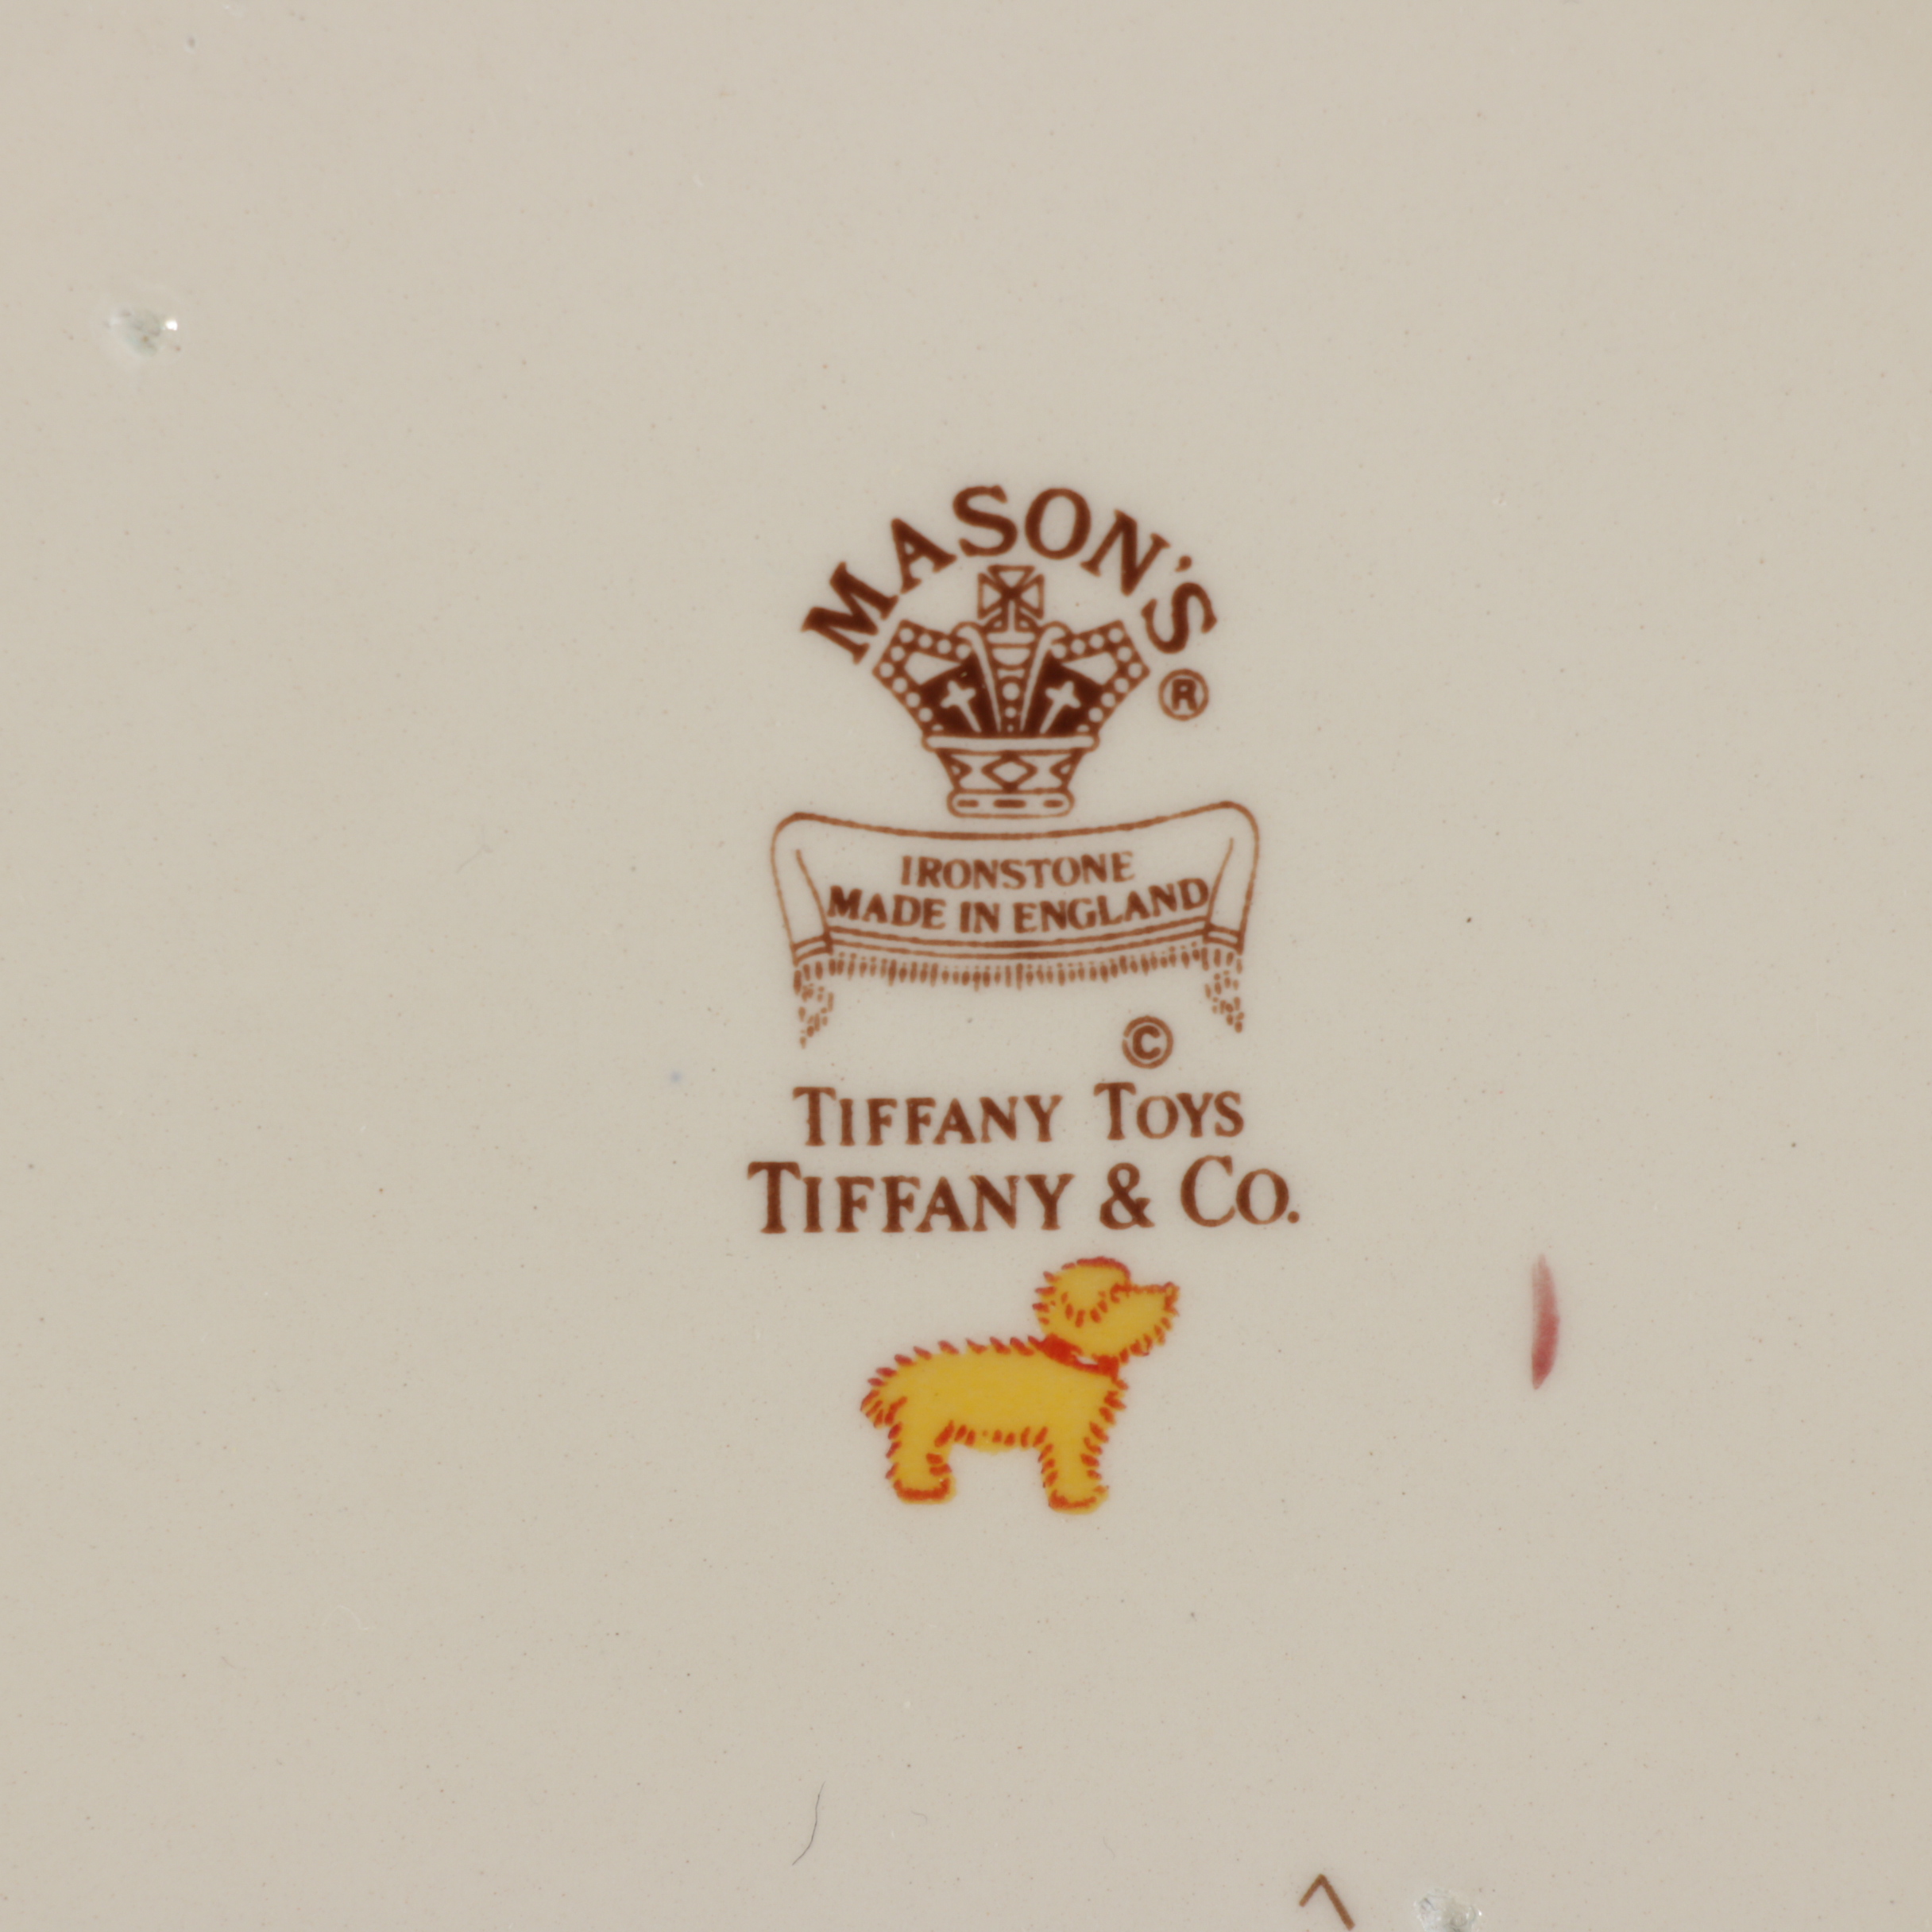 MASON'S
®
IRONSTONE
MADE IN ENGLAND
©
TIFFANY TOYS
TIFFANY & CO.